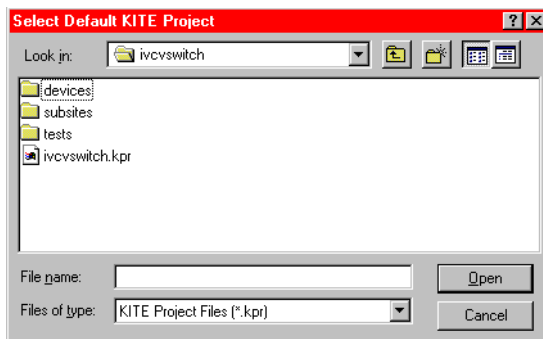 Select Default KITE Project
Look in: ivcvswitch
devices
subsites
tests
ivcvswitch.kpr
File name: Open
Files of type: KITE Project Files (*.kpr) Cancel